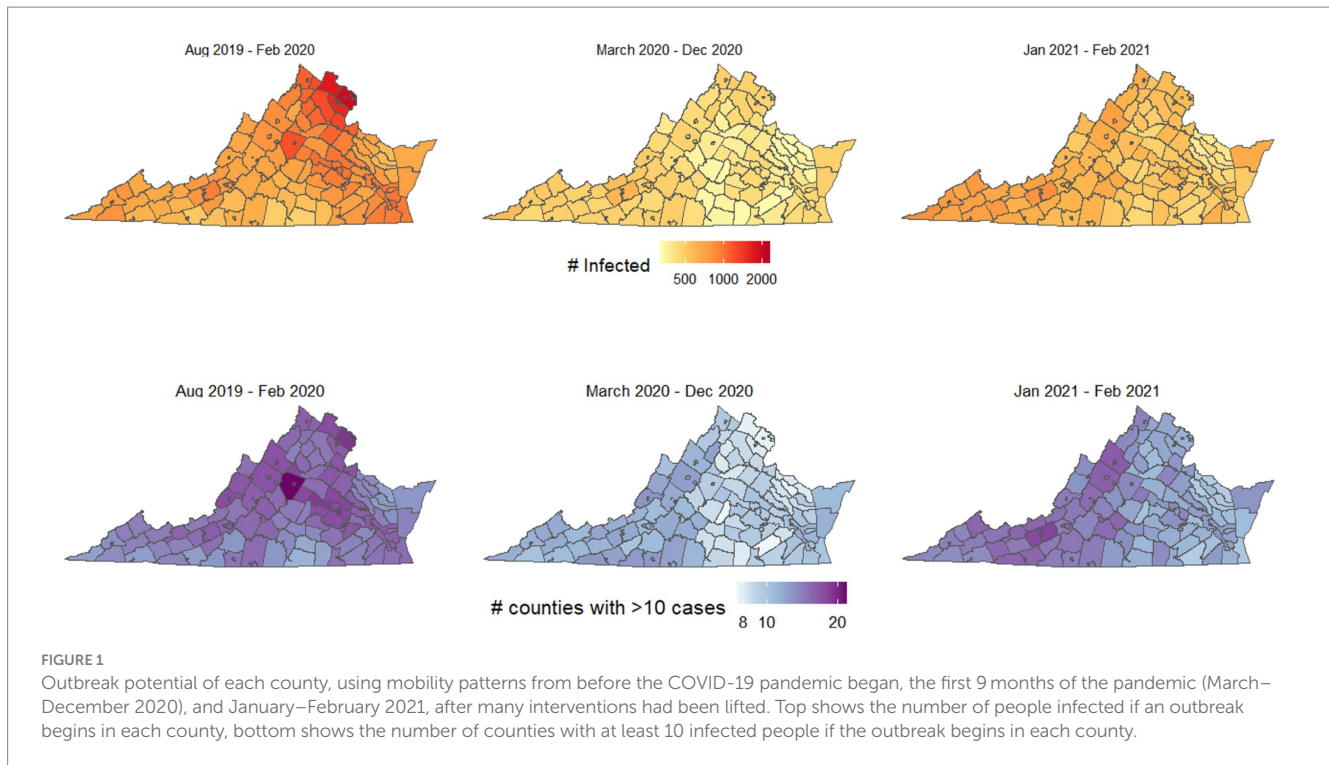 Aug 2019 - Feb 2020
March 2020 - Dec 2020
Jan 2021 - Feb 2021
# Infected
500 1000 2000
Aug 2019 - Feb 2020
March 2020 - Dec 2020
Jan 2021 - Feb 2021
# counties with >10 cases
8 10 20
FIGURE 1
Outbreak potential of each county, using mobility patterns from before the COVID-19 pandemic began, the first 9 months of the pandemic (March–
December 2020), and January–February 2021, after many interventions had been lifted. Top shows the number of people infected if an outbreak
begins in each county, bottom shows the number of counties with at least 10 infected people if the outbreak begins in each county.